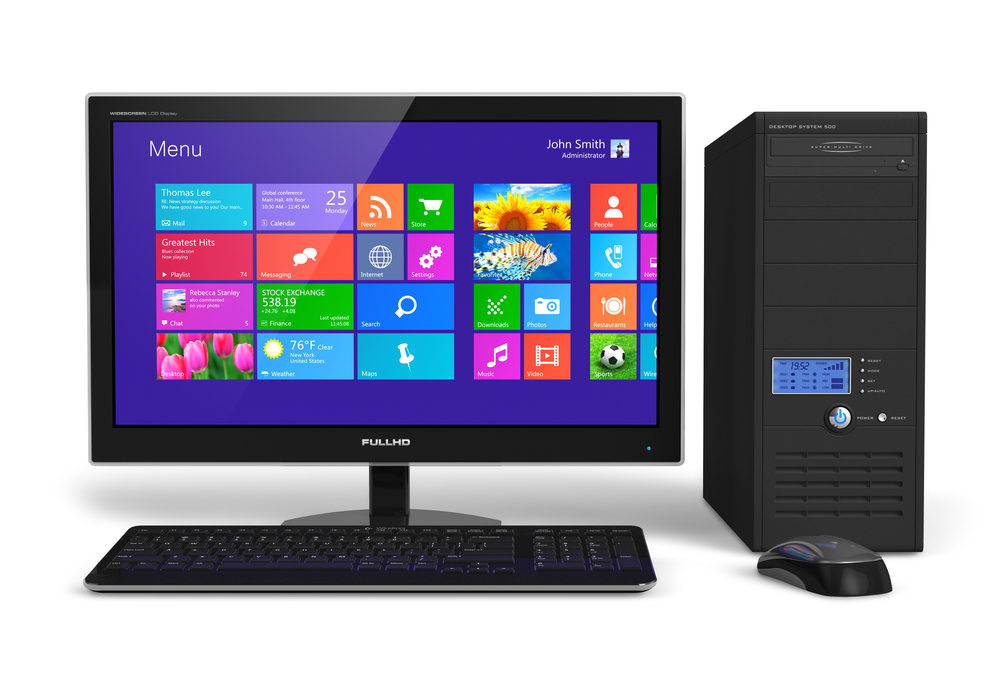 WIDESCREEN LCD Display
Menu
John Smith
Administrator
Thomas Lee
RE: News strategy discussion
We have good news to you! Our main...
Mail
9
Global conference
Main Hall, 4th floor
10:30 AM - 11:45 AM
25
Monday
Calendar
News
Store
People
Greatest Hits
Blues collection
Now playing
Playlist
74
Messaging
Internet
Settings
Favorites
Phone
Rebecca Stanley
also commented
on your photo
Chat
5
STOCK EXCHANGE
538.19
+24.76 +4.08
Last updated
11:45:08
Finance
Search
Downloads
Photos
Restaurants
Help
Desktop
76°F Clear
New York
United States
Weather
Maps
Music
Video
Sports
FULLHD
DESKTOP SYSTEM 500
SUPER-MULTI DRIVE
19:52
RESET
MODE
SET
POWER
RESET